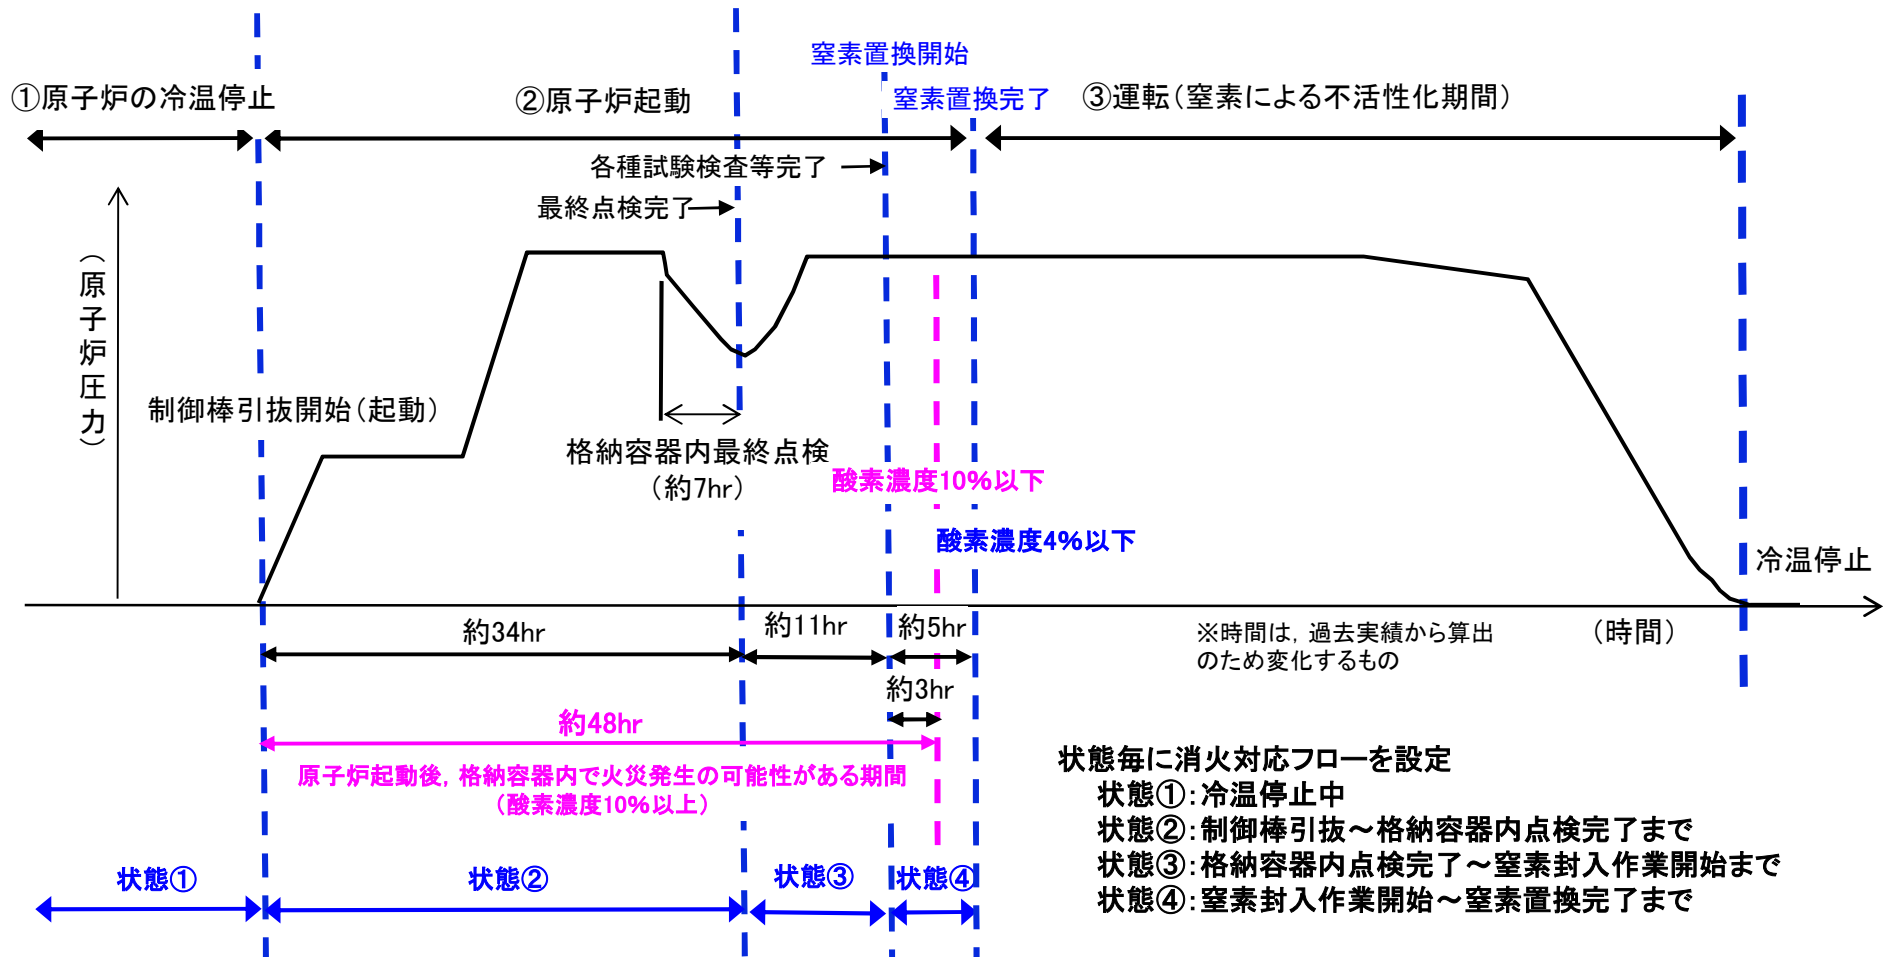 窒素置換開始
①原子炉の冷温停止
②原子炉起動
窒素置換完了
③運転（窒素による不活性化期間）
各種試験検査等完了
最終点検完了
（原子炉圧力）
制御棒引抜開始（起動）
格納容器内最終点検
（約7hr）
酸素濃度10％以下
酸素濃度4％以下
冷温停止
約34hr
約11hr
約5hr
※時間は，過去実績から算出
のため変化するもの
（時間）
約3hr
約48hr
原子炉起動後，格納容器内で火災発生の可能性がある期間
（酸素濃度10％以上）
状態毎に消火対応フローを設定
状態①：冷温停止中
状態②：制御棒引抜～格納容器内点検完了まで
状態③：格納容器内点検完了～窒素封入作業開始まで
状態④：窒素封入作業開始～窒素置換完了まで
状態①
状態②
状態③
状態④